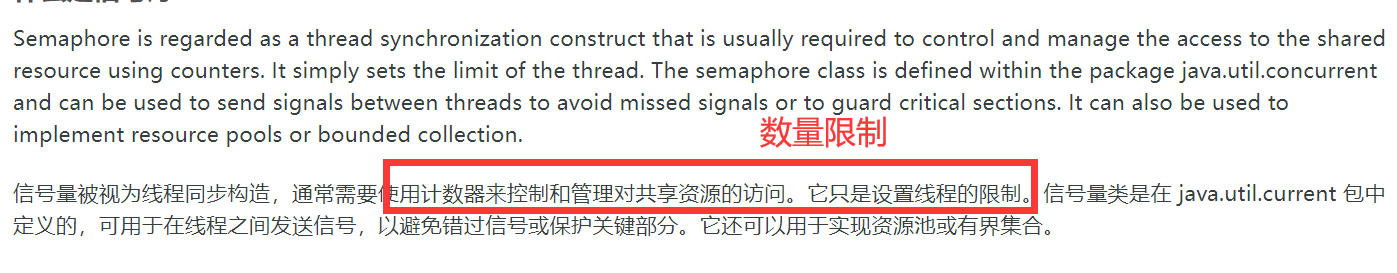 Semaphore is regarded as a thread synchronization construct that is usually required to control and manage the access to the shared
resource using counters. It simply sets the limit of the thread. The semaphore class is defined within the package java.util.concurrent
and can be used to send signals between threads to avoid missed signals or to guard critical sections. It can also be used to
implement resource pools or bounded collection.
数量限制
信号量被视为线程同步构造，通常需要使用计数器来控制和管理对共享资源的访问。它只是设置线程的限制。信号量类是在 java.util.current 包中
定义的，可用于在线程之间发送信号，以避免错过信号或保护关键部分。它还可以用于实现资源池或有界集合。